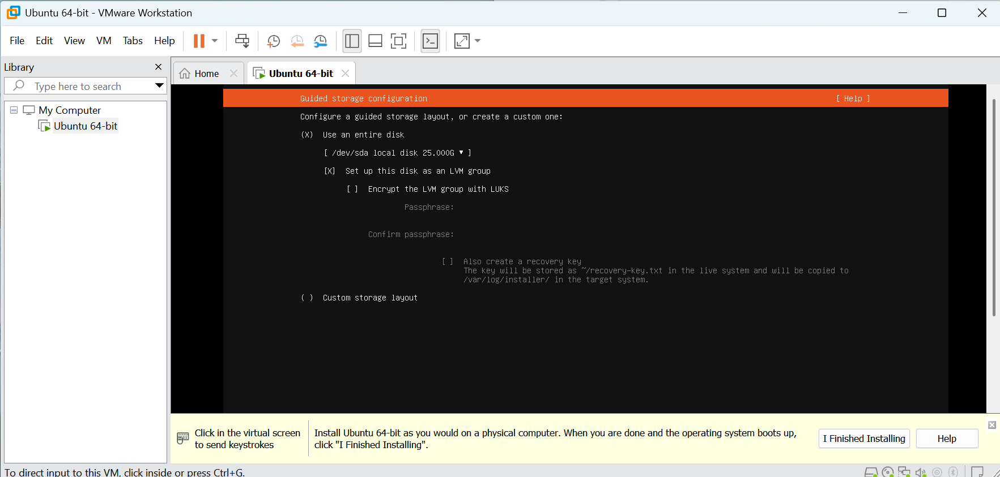 Ubuntu 64-bit - VMware Workstation
File Edit View VM Tabs Help
Library
Type here to search
My Computer
Ubuntu 64-bit
Home
Ubuntu 64-bit
Guided storage configuration [ Help ]
Configure a guided storage layout, or create a custom one:
(X) Use an entire disk
[ /dev/sda local disk 25.000G ▾ ]
[X] Set up this disk as an LVM group
[ ] Encrypt the LVM group with LUKS
Passphrase:
Confirm passphrase:
[ ] Also create a recovery key
The key will be stored as ~/recovery-key.txt in the live system and will be copied to
/var/log/installer/ in the target system.
( ) Custom storage layout
Click in the virtual screen
to send keystrokes
Install Ubuntu 64-bit as you would on a physical computer. When you are done and the operating system boots up,
click "I Finished Installing".
I Finished Installing
Help
To direct input to this VM, click inside or press Ctrl+G.